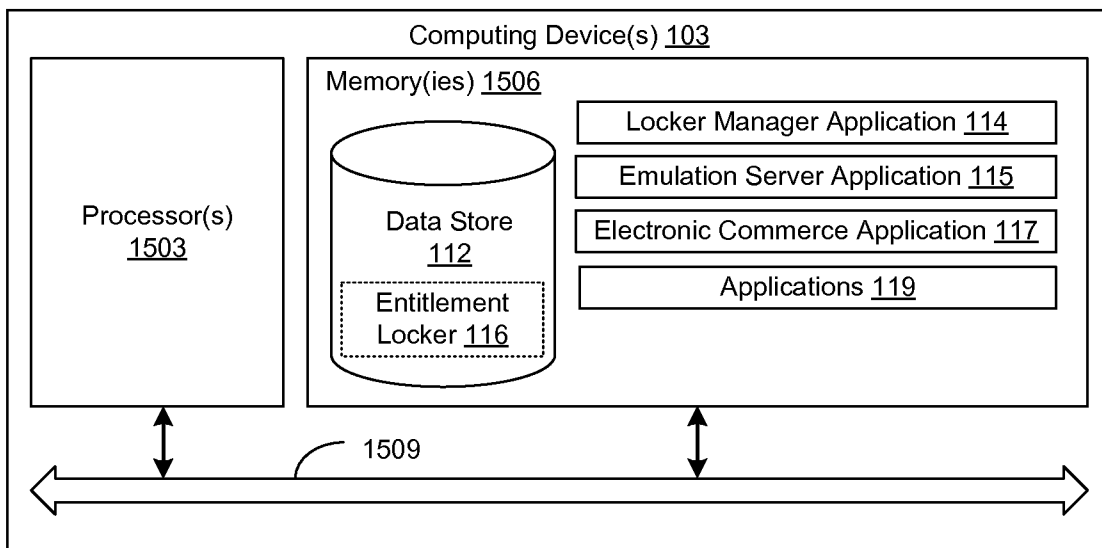 Computing Device(s) 103
Processor(s)
1503
Memory(ies) 1506
Data Store
112
Entitlement
Locker 116
Locker Manager Application 114
Emulation Server Application 115
Electronic Commerce Application 117
Applications 119
1509